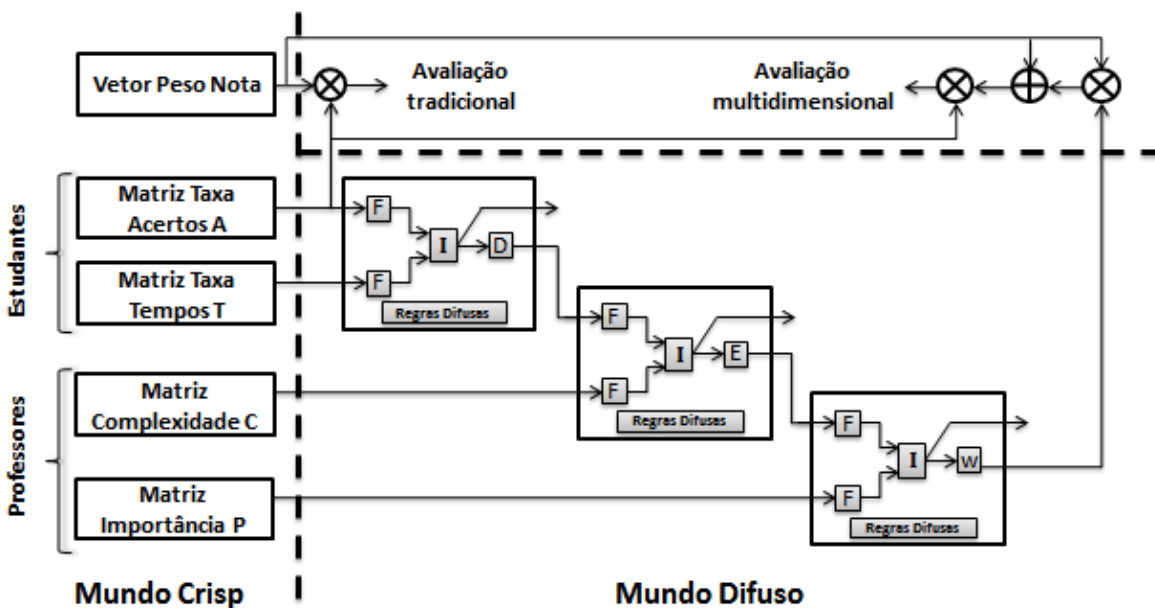 Vetor Peso Nota
Avaliação
tradicional
Avaliação
multidimensional
Estudantes
Matriz Taxa
Acertos A
Matriz Taxa
Tempos T
F
F
I
D
Regras Difusas
F
F
I
E
Regras Difusas
Professores
Matriz
Complexidade C
Matriz
Importância P
F
F
I
W
Regras Difusas
Mundo Crisp
Mundo Difuso